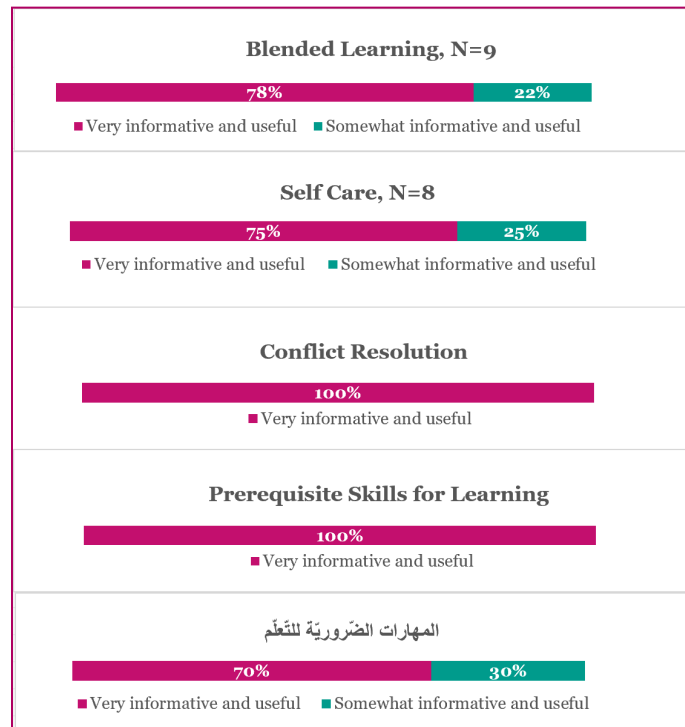 Blended Learning, N=9
78% 22%
Very informative and useful Somewhat informative and useful
Self Care, N=8
75% 25%
Very informative and useful Somewhat informative and useful
Conflict Resolution
100%
Very informative and useful
Prerequisite Skills for Learning
100%
Very informative and useful
المهارات الضّروريّة للتّعلّم
70% 30%
Very informative and useful Somewhat informative and useful